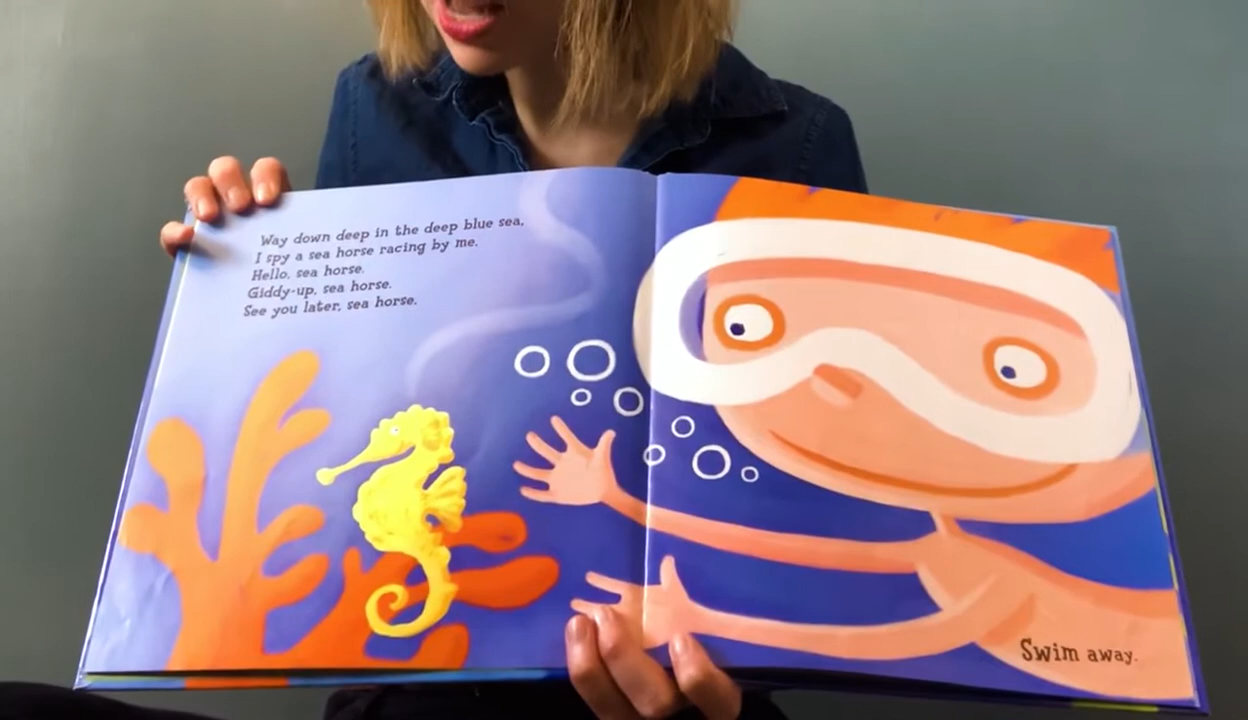 Way down deep in the deep blue sea,
I spy a sea horse racing by me.
Hello, sea horse.
Giddy-up, sea horse.
See you later, sea horse.
Swim away.